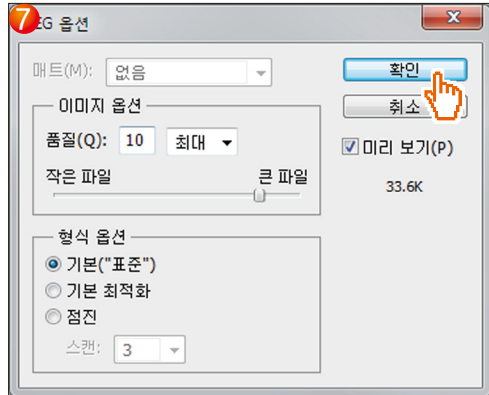 7
EG 옵션
x
매트(M): 없음
확인
이미지 옵션
취소
품질(Q): 10 최대
미리 보기(P)
작은 파일 큰 파일
33.6K
형식 옵션
기본("표준")
기본 최적화
점진
스캔: 3